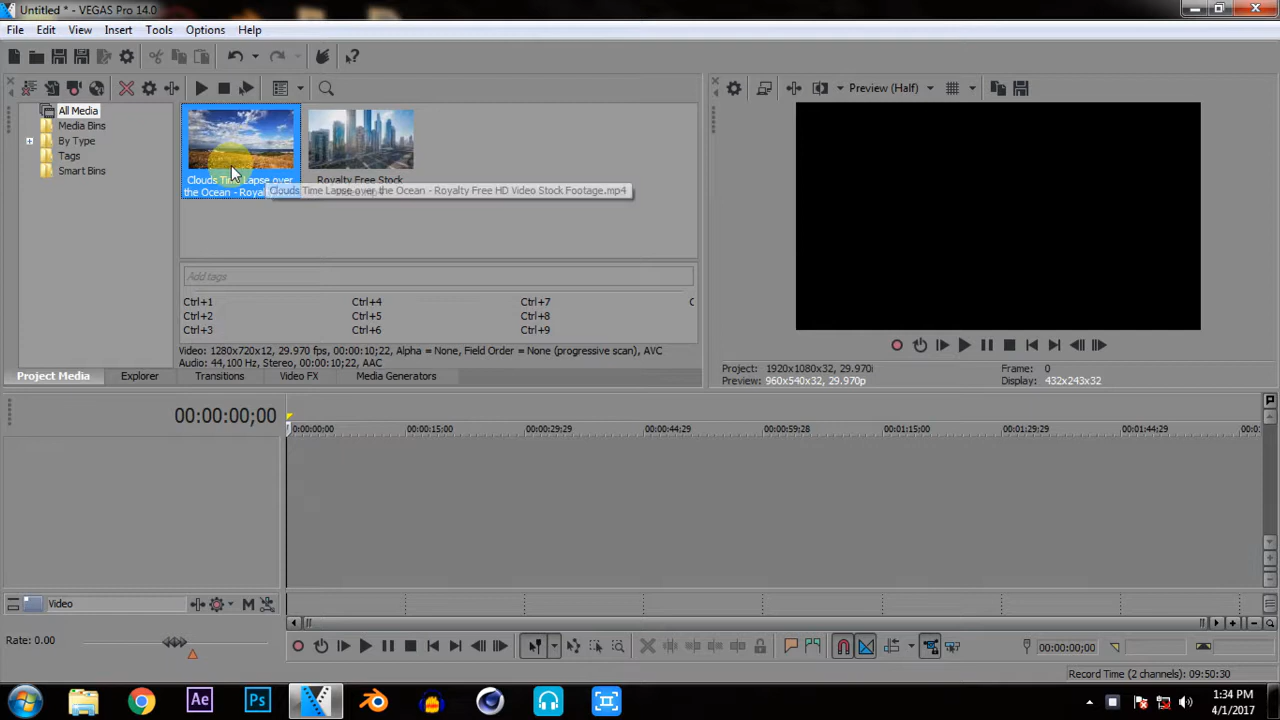 Untitled * - VEGAS Pro 14.0
File Edit View Insert Tools Options Help
Preview (Half)
All Media
Media Bins
By Type
Tags
Smart Bins
Clouds Time Lapse over
the Ocean - Royal
Royalty Free Stock
Clouds Time Lapse over the Ocean - Royalty Free HD Video Stock Footage.mp4
Add tags
Ctrl+1 Ctrl+4 Ctrl+7 C
Ctrl+2 Ctrl+5 Ctrl+8
Ctrl+3 Ctrl+6 Ctrl+9
Video: 1280x720x12, 29.970 fps, 00:00:10;22, Alpha = None, Field Order = None (progressive scan), AVC
Audio: 44,100 Hz, Stereo, 00:00:10;22, AAC
Project Media Explorer Transitions Video FX Media Generators
Project: 1920x1080x32, 29.970i Frame: 0
Preview: 960x540x32, 29.970p Display: 432x243x32
00:00:00;00
0:00:00:00 00:00:15;00 00:00:29;29 00:00:44;29 00:00:59;28 00:01:15;00 00:01:29;29 00:01:44;29 00:0
Video M
Rate: 0.00
00:00:00;00
Record Time (2 channels): 09:50:30
Ae Ps
1:34 PM
4/1/2017